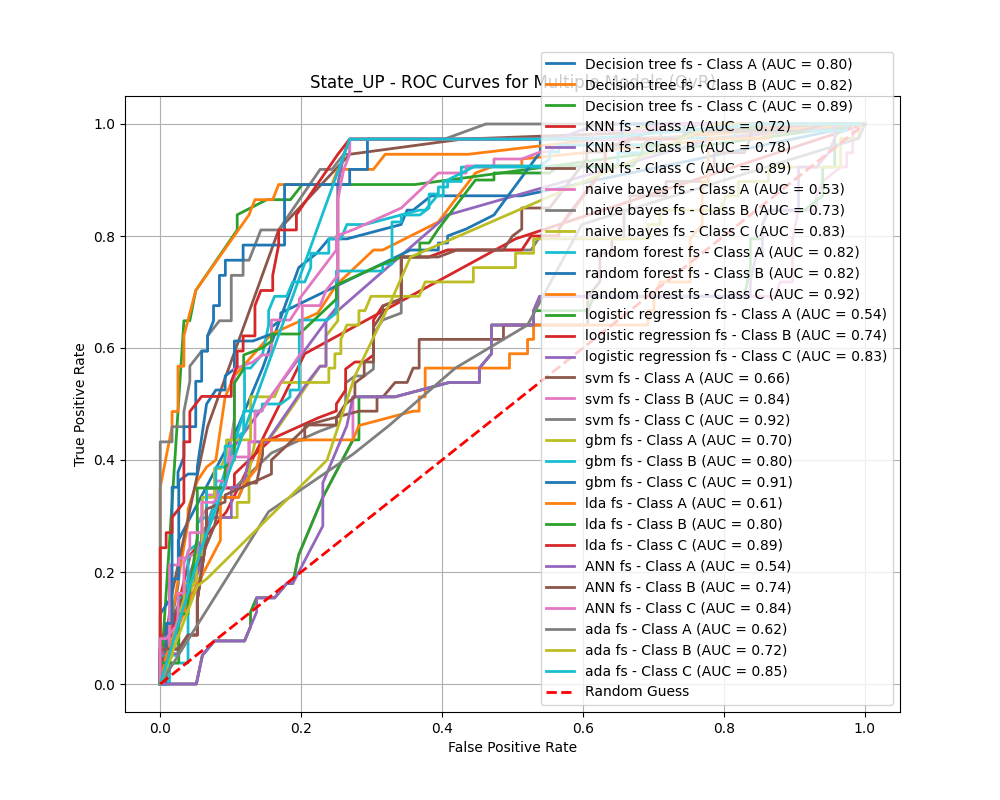 State_UP - ROC Curves for Multiple Models (OvR)
Decision tree fs - Class A (AUC = 0.80)
Decision tree fs - Class B (AUC = 0.82)
Decision tree fs - Class C (AUC = 0.89)
KNN fs - Class A (AUC = 0.72)
KNN fs - Class B (AUC = 0.78)
KNN fs - Class C (AUC = 0.89)
naive bayes fs - Class A (AUC = 0.53)
naive bayes fs - Class B (AUC = 0.73)
naive bayes fs - Class C (AUC = 0.83)
random forest fs - Class A (AUC = 0.82)
random forest fs - Class B (AUC = 0.82)
random forest fs - Class C (AUC = 0.92)
logistic regression fs - Class A (AUC = 0.54)
logistic regression fs - Class B (AUC = 0.74)
logistic regression fs - Class C (AUC = 0.83)
svm fs - Class A (AUC = 0.66)
svm fs - Class B (AUC = 0.84)
svm fs - Class C (AUC = 0.92)
gbm fs - Class A (AUC = 0.70)
gbm fs - Class B (AUC = 0.80)
gbm fs - Class C (AUC = 0.91)
lda fs - Class A (AUC = 0.61)
lda fs - Class B (AUC = 0.80)
lda fs - Class C (AUC = 0.89)
ANN fs - Class A (AUC = 0.54)
ANN fs - Class B (AUC = 0.74)
ANN fs - Class C (AUC = 0.84)
ada fs - Class A (AUC = 0.62)
ada fs - Class B (AUC = 0.72)
ada fs - Class C (AUC = 0.85)
Random Guess
True Positive Rate
1.0
0.8
0.6
0.4
0.2
0.0
0.0 0.2 0.4 0.6 0.8 1.0
False Positive Rate